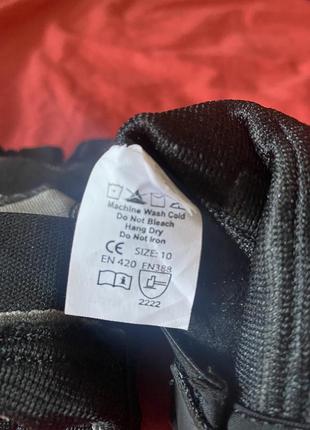 Machine Wash Cold
Do Not Bleach
Hang Dry
Do Not Iron
CE SIZE: 10
EN 420 EN388
2222